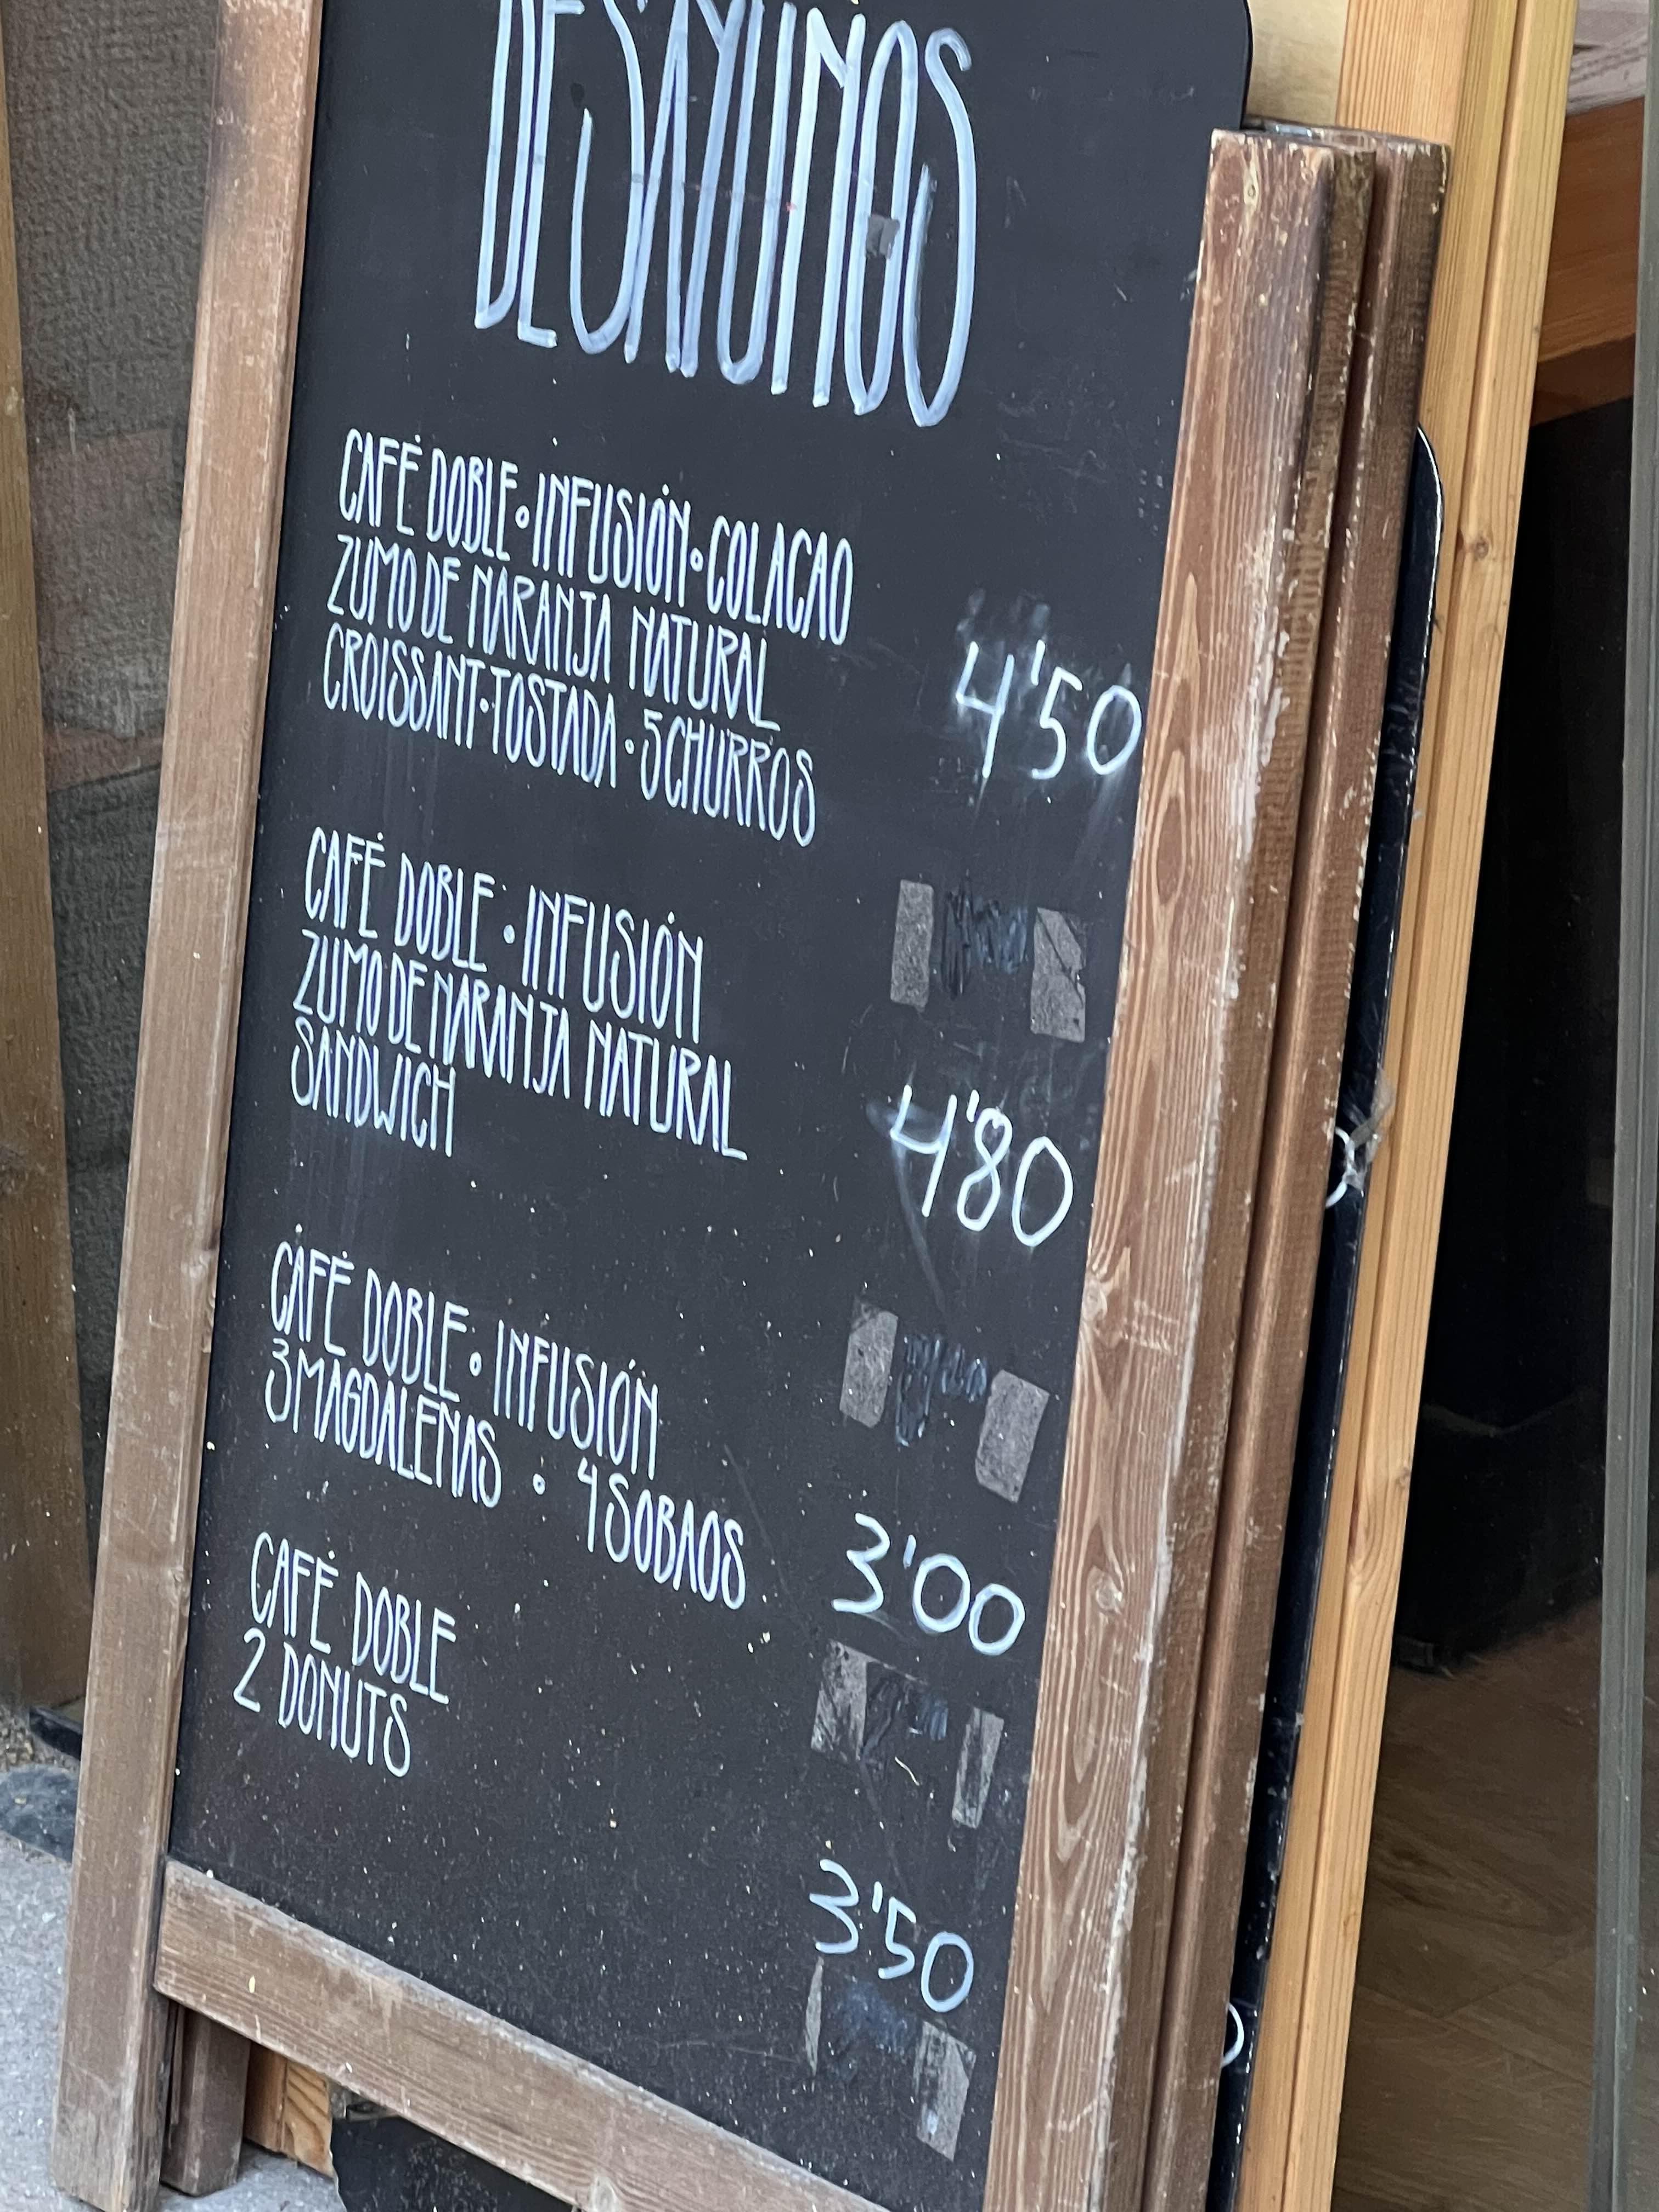 DESAYUNOS
CAFÉ DOBLE • INFUSIÓN • COLACAO
ZUMO DE NARANJA NATURAL
4'50
CROISSANT • TOSTADA • 5 CHURROS
CAFÉ DOBLE • INFUSIÓN
ZUMO DE NARANJA NATURAL
SANDWICH
4'80
CAFÉ DOBLE • INFUSIÓN
3 MAGDALENAS • 4 SOBAOS
3'00
CAFÉ DOBLE
2 DONUTS
3'50